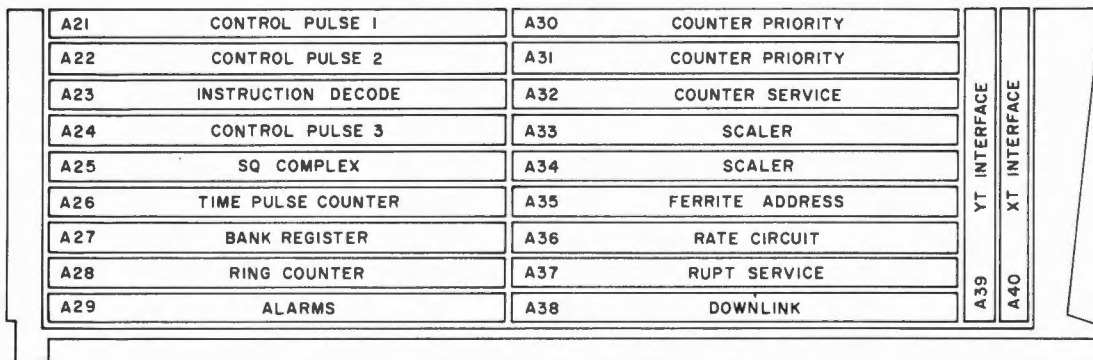 A21 CONTROL PULSE 1
A22 CONTROL PULSE 2
A23 INSTRUCTION DECODE
A24 CONTROL PULSE 3
A25 SQ COMPLEX
A26 TIME PULSE COUNTER
A27 BANK REGISTER
A28 RING COUNTER
A29 ALARMS
A30 COUNTER PRIORITY
A31 COUNTER PRIORITY
A32 COUNTER SERVICE
A33 SCALER
A34 SCALER
A35 FERRITE ADDRESS
A36 RATE CIRCUIT
A37 RUPT SERVICE
A38 DOWNLINK
A39 YT INTERFACE
A40 XT INTERFACE